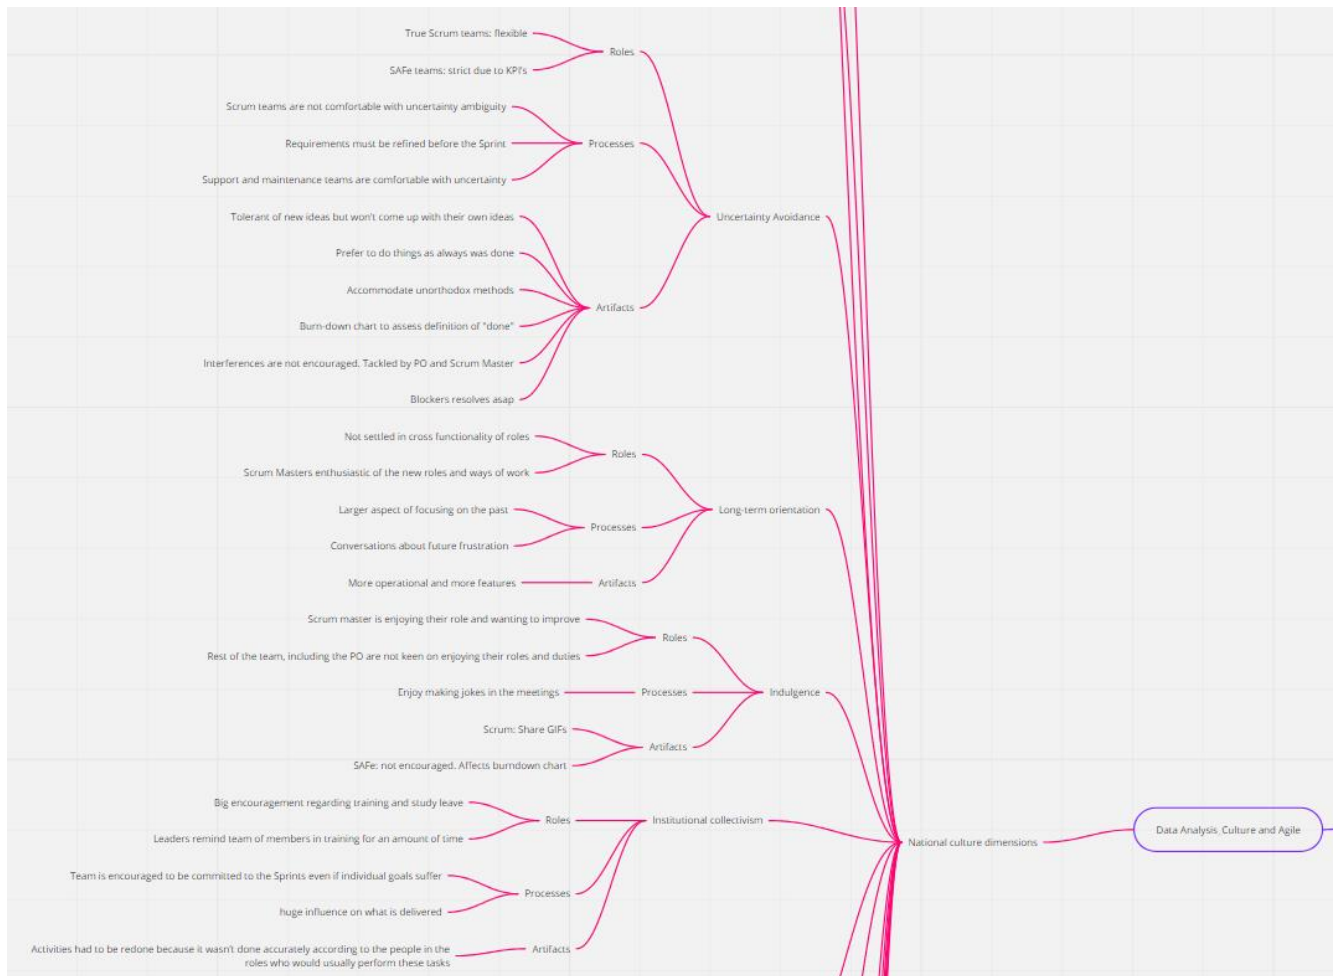 True Scrum teams: flexible
Roles
SAFe teams: strict due to KPI's
Scrum teams are not comfortable with uncertainty ambiguity
Requirements must be refined before the Sprint
Processes
Support and maintenance teams are comfortable with uncertainty
Tolerant of new ideas but won't come up with their own ideas
Uncertainty Avoidance
Prefer to do things as always was done
Accommodate unorthodox methods
Artifacts
Burn-down chart to assess definition of "done"
Interferences are not encouraged. Tackled by PO and Scrum Master
Blockers resolves asap
Not settled in cross functionality of roles
Roles
Scrum Masters enthusiastic of the new roles and ways of work
Larger aspect of focusing on the past
Long-term orientation
Processes
Conversations about future frustration
More operational and more features
Artifacts
Scrum master is enjoying their role and wanting to improve
Roles
Rest of the team, including the PO are not keen on enjoying their roles and duties
Enjoy making jokes in the meetings
Processes
Indulgence
Scrum: Share GIFs
Artifacts
SAFe: not encouraged. Affects burndown chart
Big encouragement regarding training and study leave
Roles
Institutional collectivism
Leaders remind team of members in training for an amount of time
National culture dimensions
Data Analysis_Culture and Agile
Team is encouraged to be committed to the Sprints even if individual goals suffer
Processes
huge influence on what is delivered
Activities had to be redone because it wasn't done accurately according to the people in the
roles who would usually perform these tasks
Artifacts